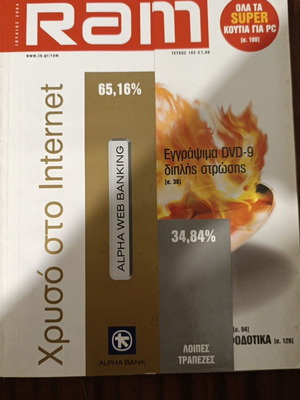 ΙΟΥΛΙΟΣ 2004
RAM
www.in.gr/ram
ΤΕΥΧΟΣ 182 €7,00
ΟΛΑ ΤΑ
SUPER
ΚΟΥΤΙΑ ΓΙΑ PC
[σ. 108]
Χρυσό στο Internet
65,16%
ALPHA WEB BANKING
ALPHA BANK
Εγγράψιμα DVD-9
διπλής στρώσης
[σ. 38]
34,84%
ΛΟΙΠΕΣ
ΤΡΑΠΕΖΕΣ
[σ. 94]
ΦΟΔΟΤΙΚΑ [σ. 128]